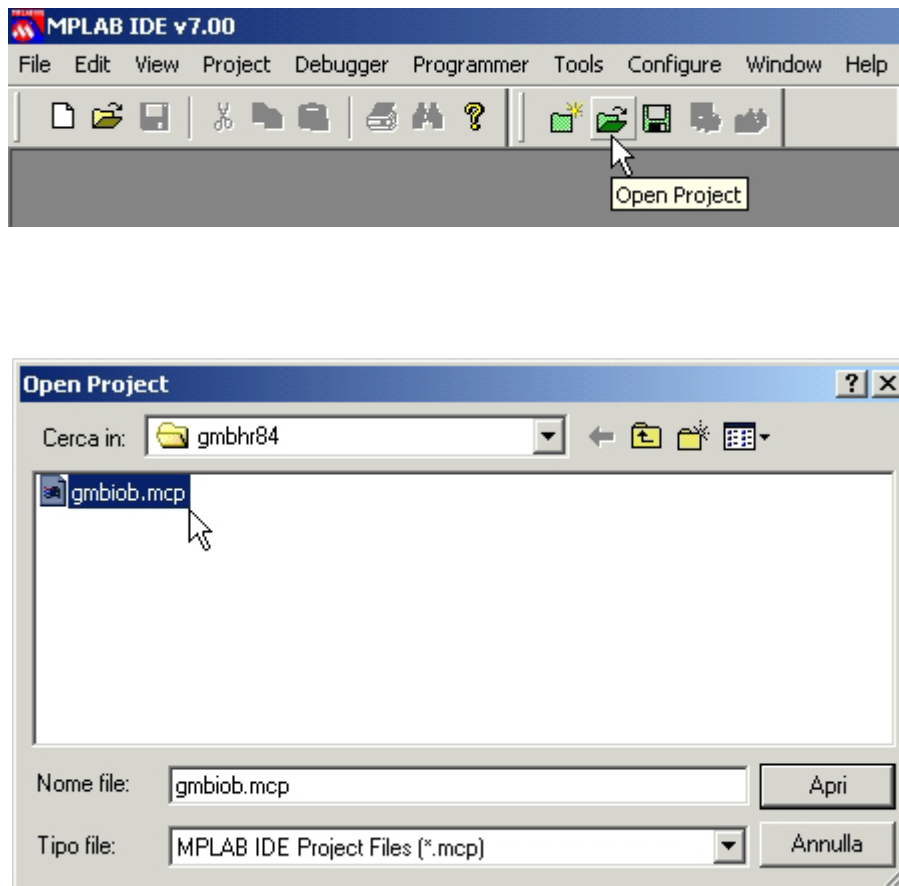 MPLAB IDE v7.00
File Edit View Project Debugger Programmer Tools Configure Window Help
Open Project
Open Project
Cerca in: gmbhr84
gmbiob.mcp
Nome file: gmbiob.mcp Apri
Tipo file: MPLAB IDE Project Files (*.mcp) Annulla